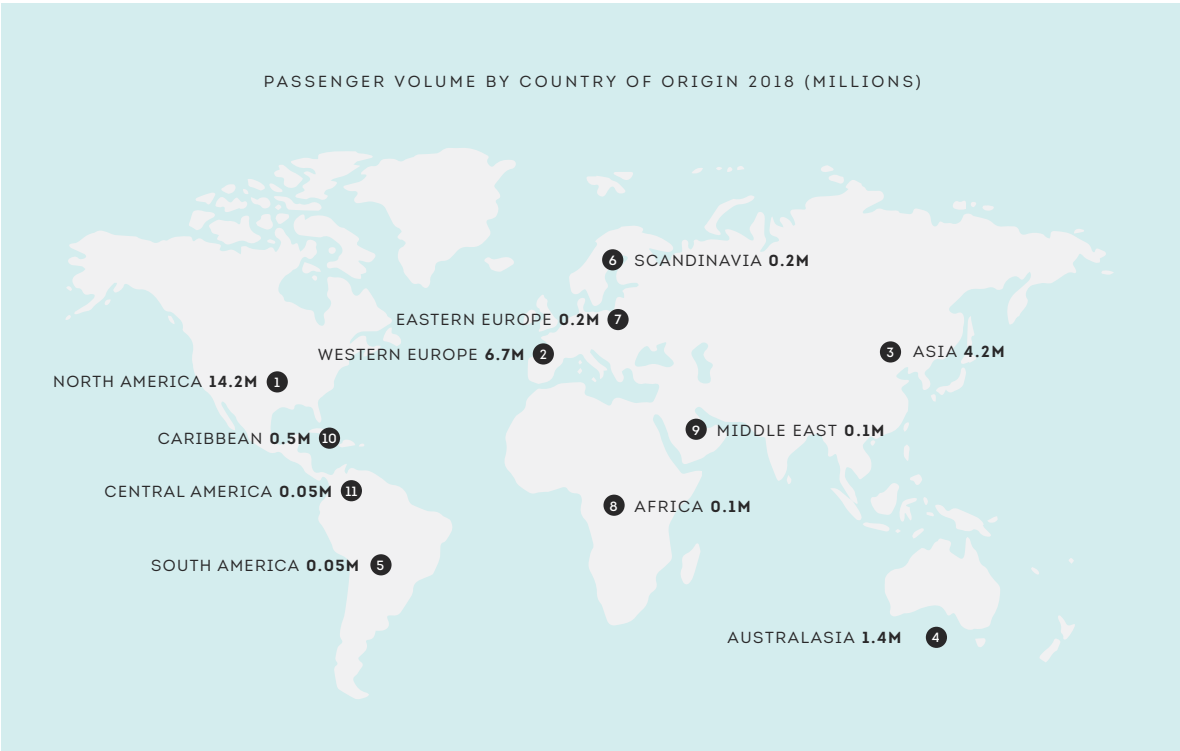 PASSENGER VOLUME BY COUNTRY OF ORIGIN 2018 (MILLIONS)
6 SCANDINAVIA 0.2M
EASTERN EUROPE 0.2M 7
WESTERN EUROPE 6.7M 2
3 ASIA 4.2M
NORTH AMERICA 14.2M 1
9 MIDDLE EAST 0.1M
CARIBBEAN 0.5M 10
CENTRAL AMERICA 0.05M 11
8 AFRICA 0.1M
SOUTH AMERICA 0.05M 5
AUSTRALASIA 1.4M 4